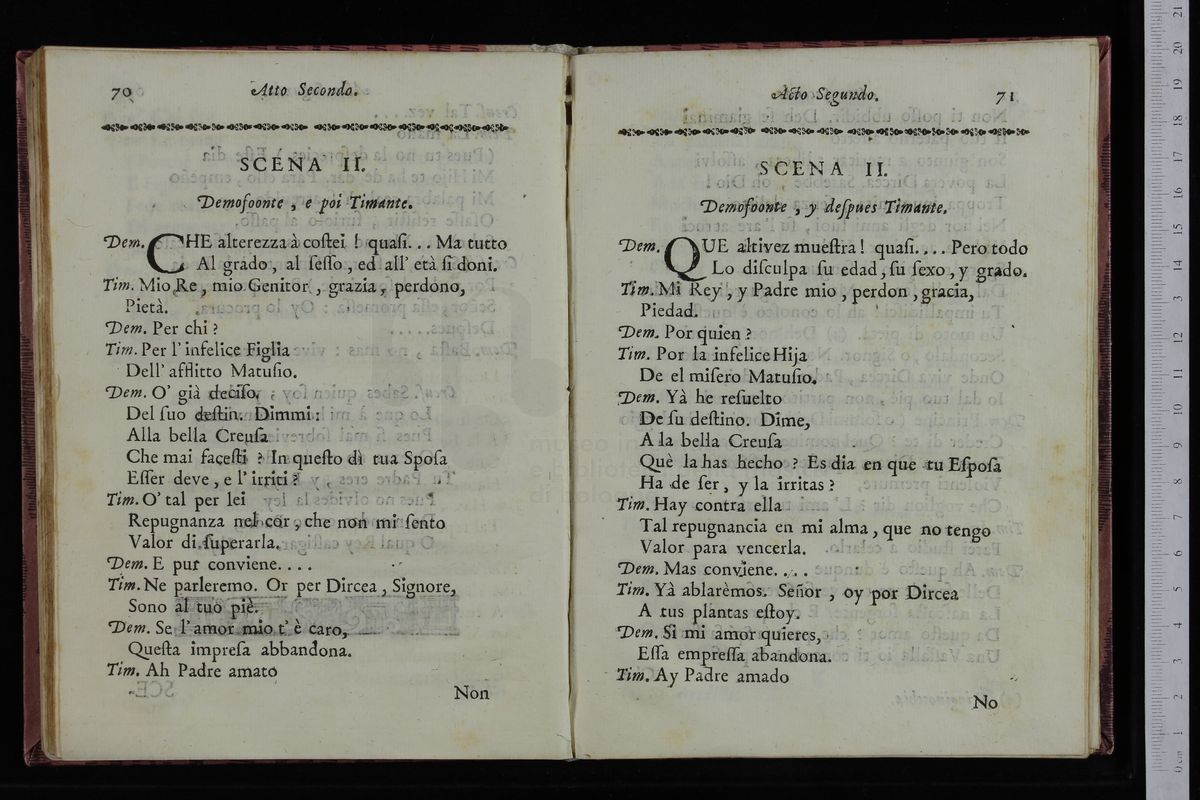 70
Atto Secondo.
SCENA II.
Demofoonte , e poi Timante.
Dem. CHE alterezza à coſtei ! quaſi. . . Ma tutto
Al grado , al ſeſſo , ed all' età ſi doni.
Tim. Mio Re , mio Genitor , grazia , perdono,
Pietà.
Dem. Per chi ?
Tim. Per l' infelice Figlia
Dell' afflitto Matuſio.
Dem. O' già deciſo,
Del ſuo deſtin. Dimmi :
Alla bella Creuſa
Che mai faceſti ? In queſto dì tua Spoſa
Eſſer deve , e l' irriti ?
Tim. O' tal per lei
Repugnanza nel cor , che non mi ſento
Valor di ſuperarla.
Dem. E pur conviene. . . .
Tim. Ne parleremo. Or per Dircea , Signore,
Sono al tuo piè.
Dem. Se l' amor mio t' è caro,
Queſta impreſa abbandona.
Tim. Ah Padre amato
Non
Acto Segundo.
71
SCENA II.
Demofoonte , y deſpues Timante.
Dem. QUE altivez mueſtra ! quaſi. . . . Pero todo
Lo diſculpa ſu edad , ſu ſexo , y grado.
Tim. Mi Rey , y Padre mio , perdon , gracia,
Piedad.
Dem. Por quien ?
Tim. Por la infelice Hija
De el miſero Matuſio.
Dem. Yà he reſuelto
De ſu deſtino. Dime,
A la bella Creuſa
Què la has hecho ? Es dia en que tu Eſpoſa
Ha de ſer , y la irritas ?
Tim. Hay contra ella
Tal repugnancia en mi alma , que no tengo
Valor para vencerla.
Dem. Mas conviene. . . .
Tim. Yà ablarèmos. Señor , oy por Dircea
A tus plantas eſtoy.
Dem. Si mi amor quieres,
Eſſa empreſſa abandona.
Tim. Ay Padre amado
No